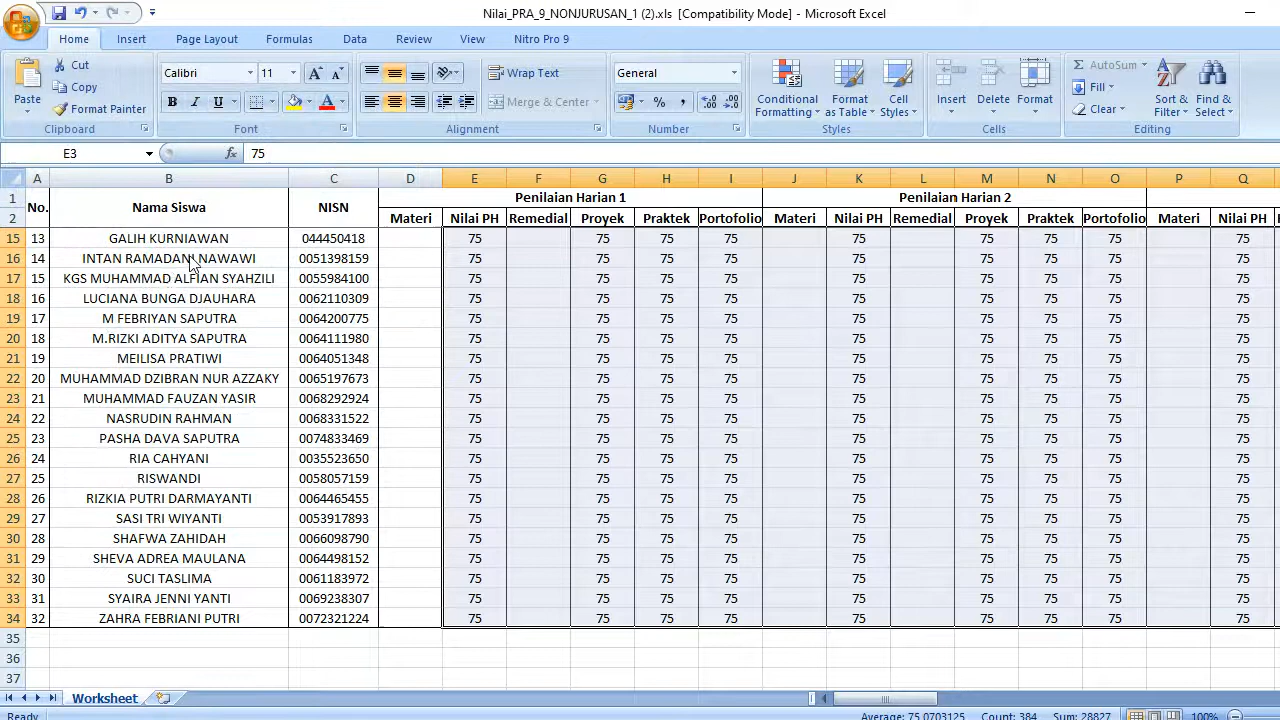 Nilai_PRA_9_NONJURUSAN_1 (2).xls [Compatibility Mode] - Microsoft Excel
Home Insert Page Layout Formulas Data Review View Nitro Pro 9
Paste Cut Copy Format Painter Clipboard
Calibri 11 A A B I U A Font
Wrap Text Merge & Center Alignment
General % , .0 .00 .00 .0 Number
Conditional Formatting Format as Table Cell Styles Styles
Insert Delete Format Cells
Σ AutoSum Fill Clear Sort & Filter Find & Select Editing
E3 fx 75
A B C D E F G H I J K L M N O P Q
1 No. Nama Siswa NISN Penilaian Harian 1 Penilaian Harian 2
2 Materi Nilai PH Remedial Proyek Praktek Portofolio Materi Nilai PH Remedial Proyek Praktek Portofolio Materi Nilai PH
15 13 GALIH KURNIAWAN 044450418 75 75 75 75 75 75 75 75 75
16 14 INTAN RAMADANI NAWAWI 0051398159 75 75 75 75 75 75 75 75 75
17 15 KGS MUHAMMAD ALFIAN SYAHZILI 0055984100 75 75 75 75 75 75 75 75 75
18 16 LUCIANA BUNGA DJAUHARA 0062110309 75 75 75 75 75 75 75 75 75
19 17 M FEBRIYAN SAPUTRA 0064200775 75 75 75 75 75 75 75 75 75
20 18 M.RIZKI ADITYA SAPUTRA 0064111980 75 75 75 75 75 75 75 75 75
21 19 MEILISA PRATIWI 0064051348 75 75 75 75 75 75 75 75 75
22 20 MUHAMMAD DZIBRAN NUR AZZAKY 0065197673 75 75 75 75 75 75 75 75 75
23 21 MUHAMMAD FAUZAN YASIR 0068292924 75 75 75 75 75 75 75 75 75
24 22 NASRUDIN RAHMAN 0068331522 75 75 75 75 75 75 75 75 75
25 23 PASHA DAVA SAPUTRA 0074833469 75 75 75 75 75 75 75 75 75
26 24 RIA CAHYANI 0035523650 75 75 75 75 75 75 75 75 75
27 25 RISWANDI 0058057159 75 75 75 75 75 75 75 75 75
28 26 RIZKIA PUTRI DARMAYANTI 0064465455 75 75 75 75 75 75 75 75 75
29 27 SASI TRI WIYANTI 0053917893 75 75 75 75 75 75 75 75 75
30 28 SHAFWA ZAHIDAH 0066098790 75 75 75 75 75 75 75 75 75
31 29 SHEVA ADREA MAULANA 0064498152 75 75 75 75 75 75 75 75 75
32 30 SUCI TASLIMA 0061183972 75 75 75 75 75 75 75 75 75
33 31 SYAIRA JENNI YANTI 0069238307 75 75 75 75 75 75 75 75 75
34 32 ZAHRA FEBRIANI PUTRI 0072321224 75 75 75 75 75 75 75 75 75
35
36
37
Worksheet
Ready Average: 75,0703125 Count: 384 Sum: 28827 100%